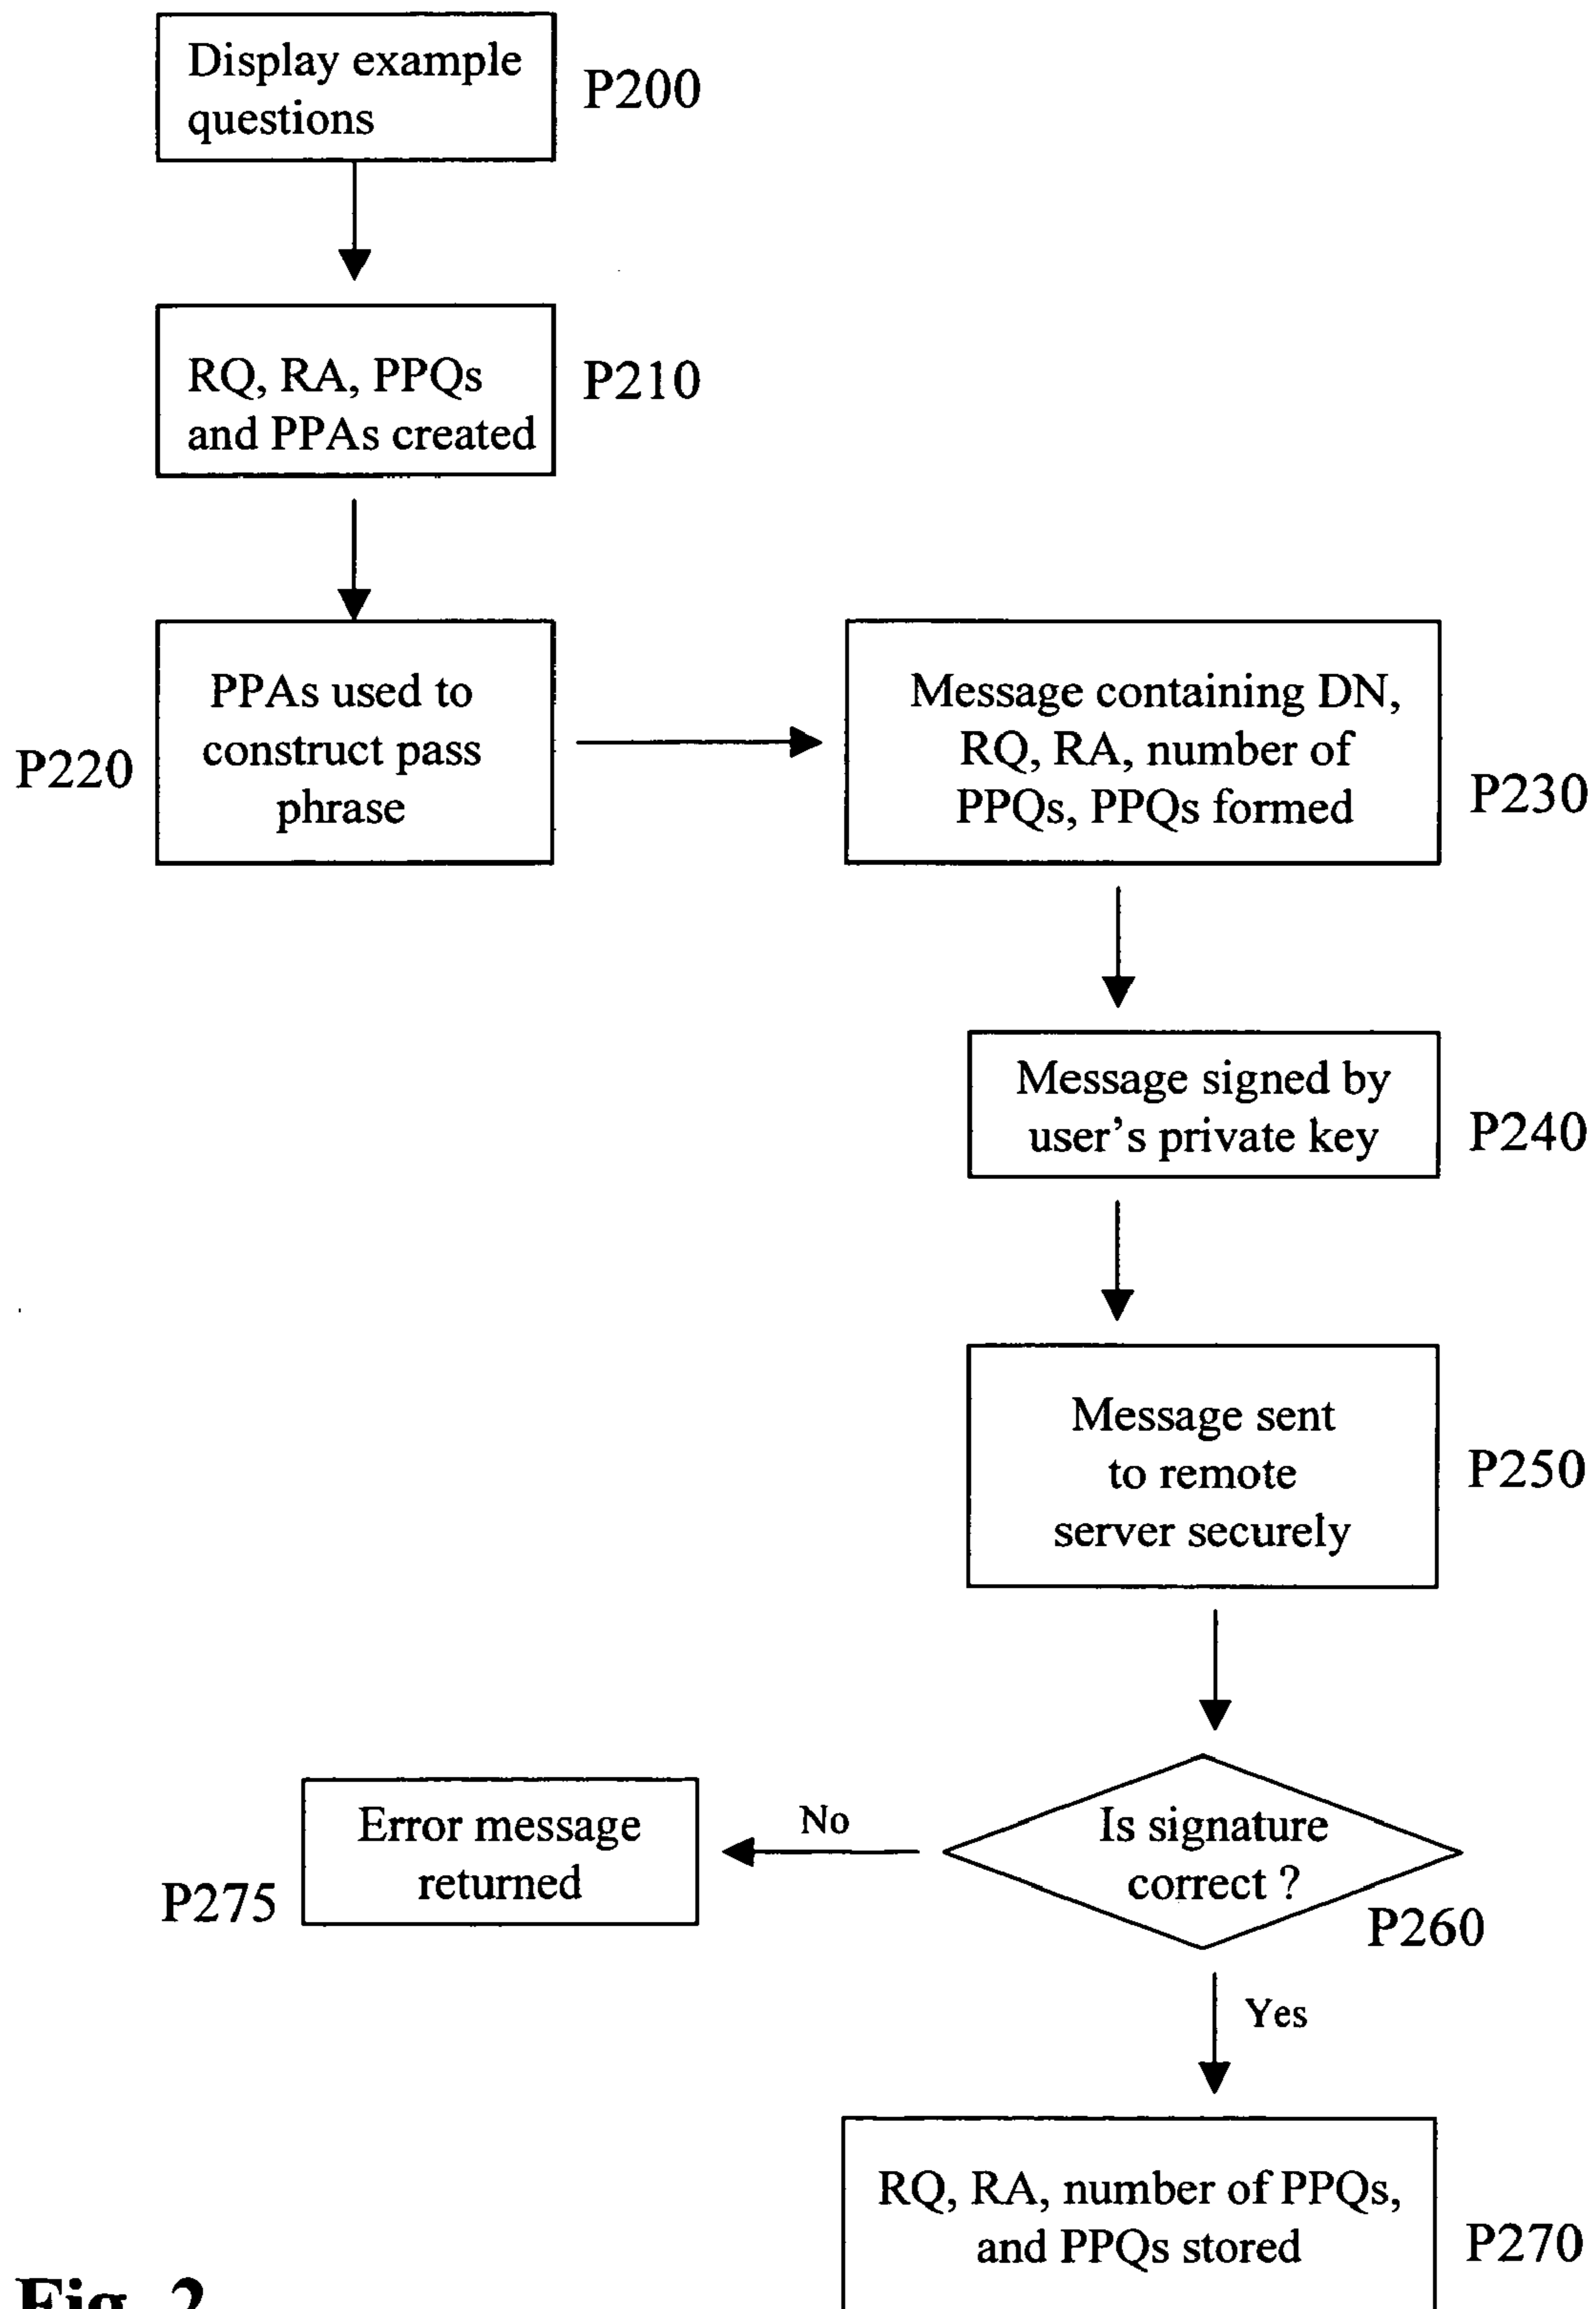 Display example
questions
P200
RQ, RA, PPQs
and PPAs created
P210
PPAs used to
construct pass
phrase
P220
Message containing DN,
RQ, RA, number of
PPQs, PPQs formed
P230
Message signed by
user's private key
P240
Message sent
to remote
server securely
P250
Is signature
correct ?
P260
No
Error message
returned
P275
Yes
RQ, RA, number of PPQs,
and PPQs stored
P270
Fig. 2